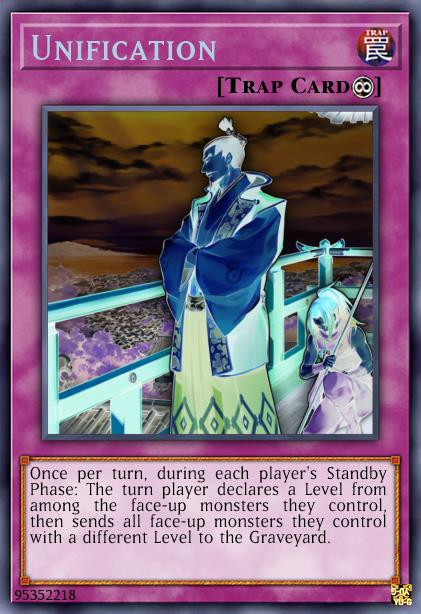 Unification
TRAP
罠
[Trap Card]
Once per turn, during each player's Standby
Phase: The turn player declares a Level from
among the face-up monsters they control,
then sends all face-up monsters they control
with a different Level to the Graveyard.
95352218